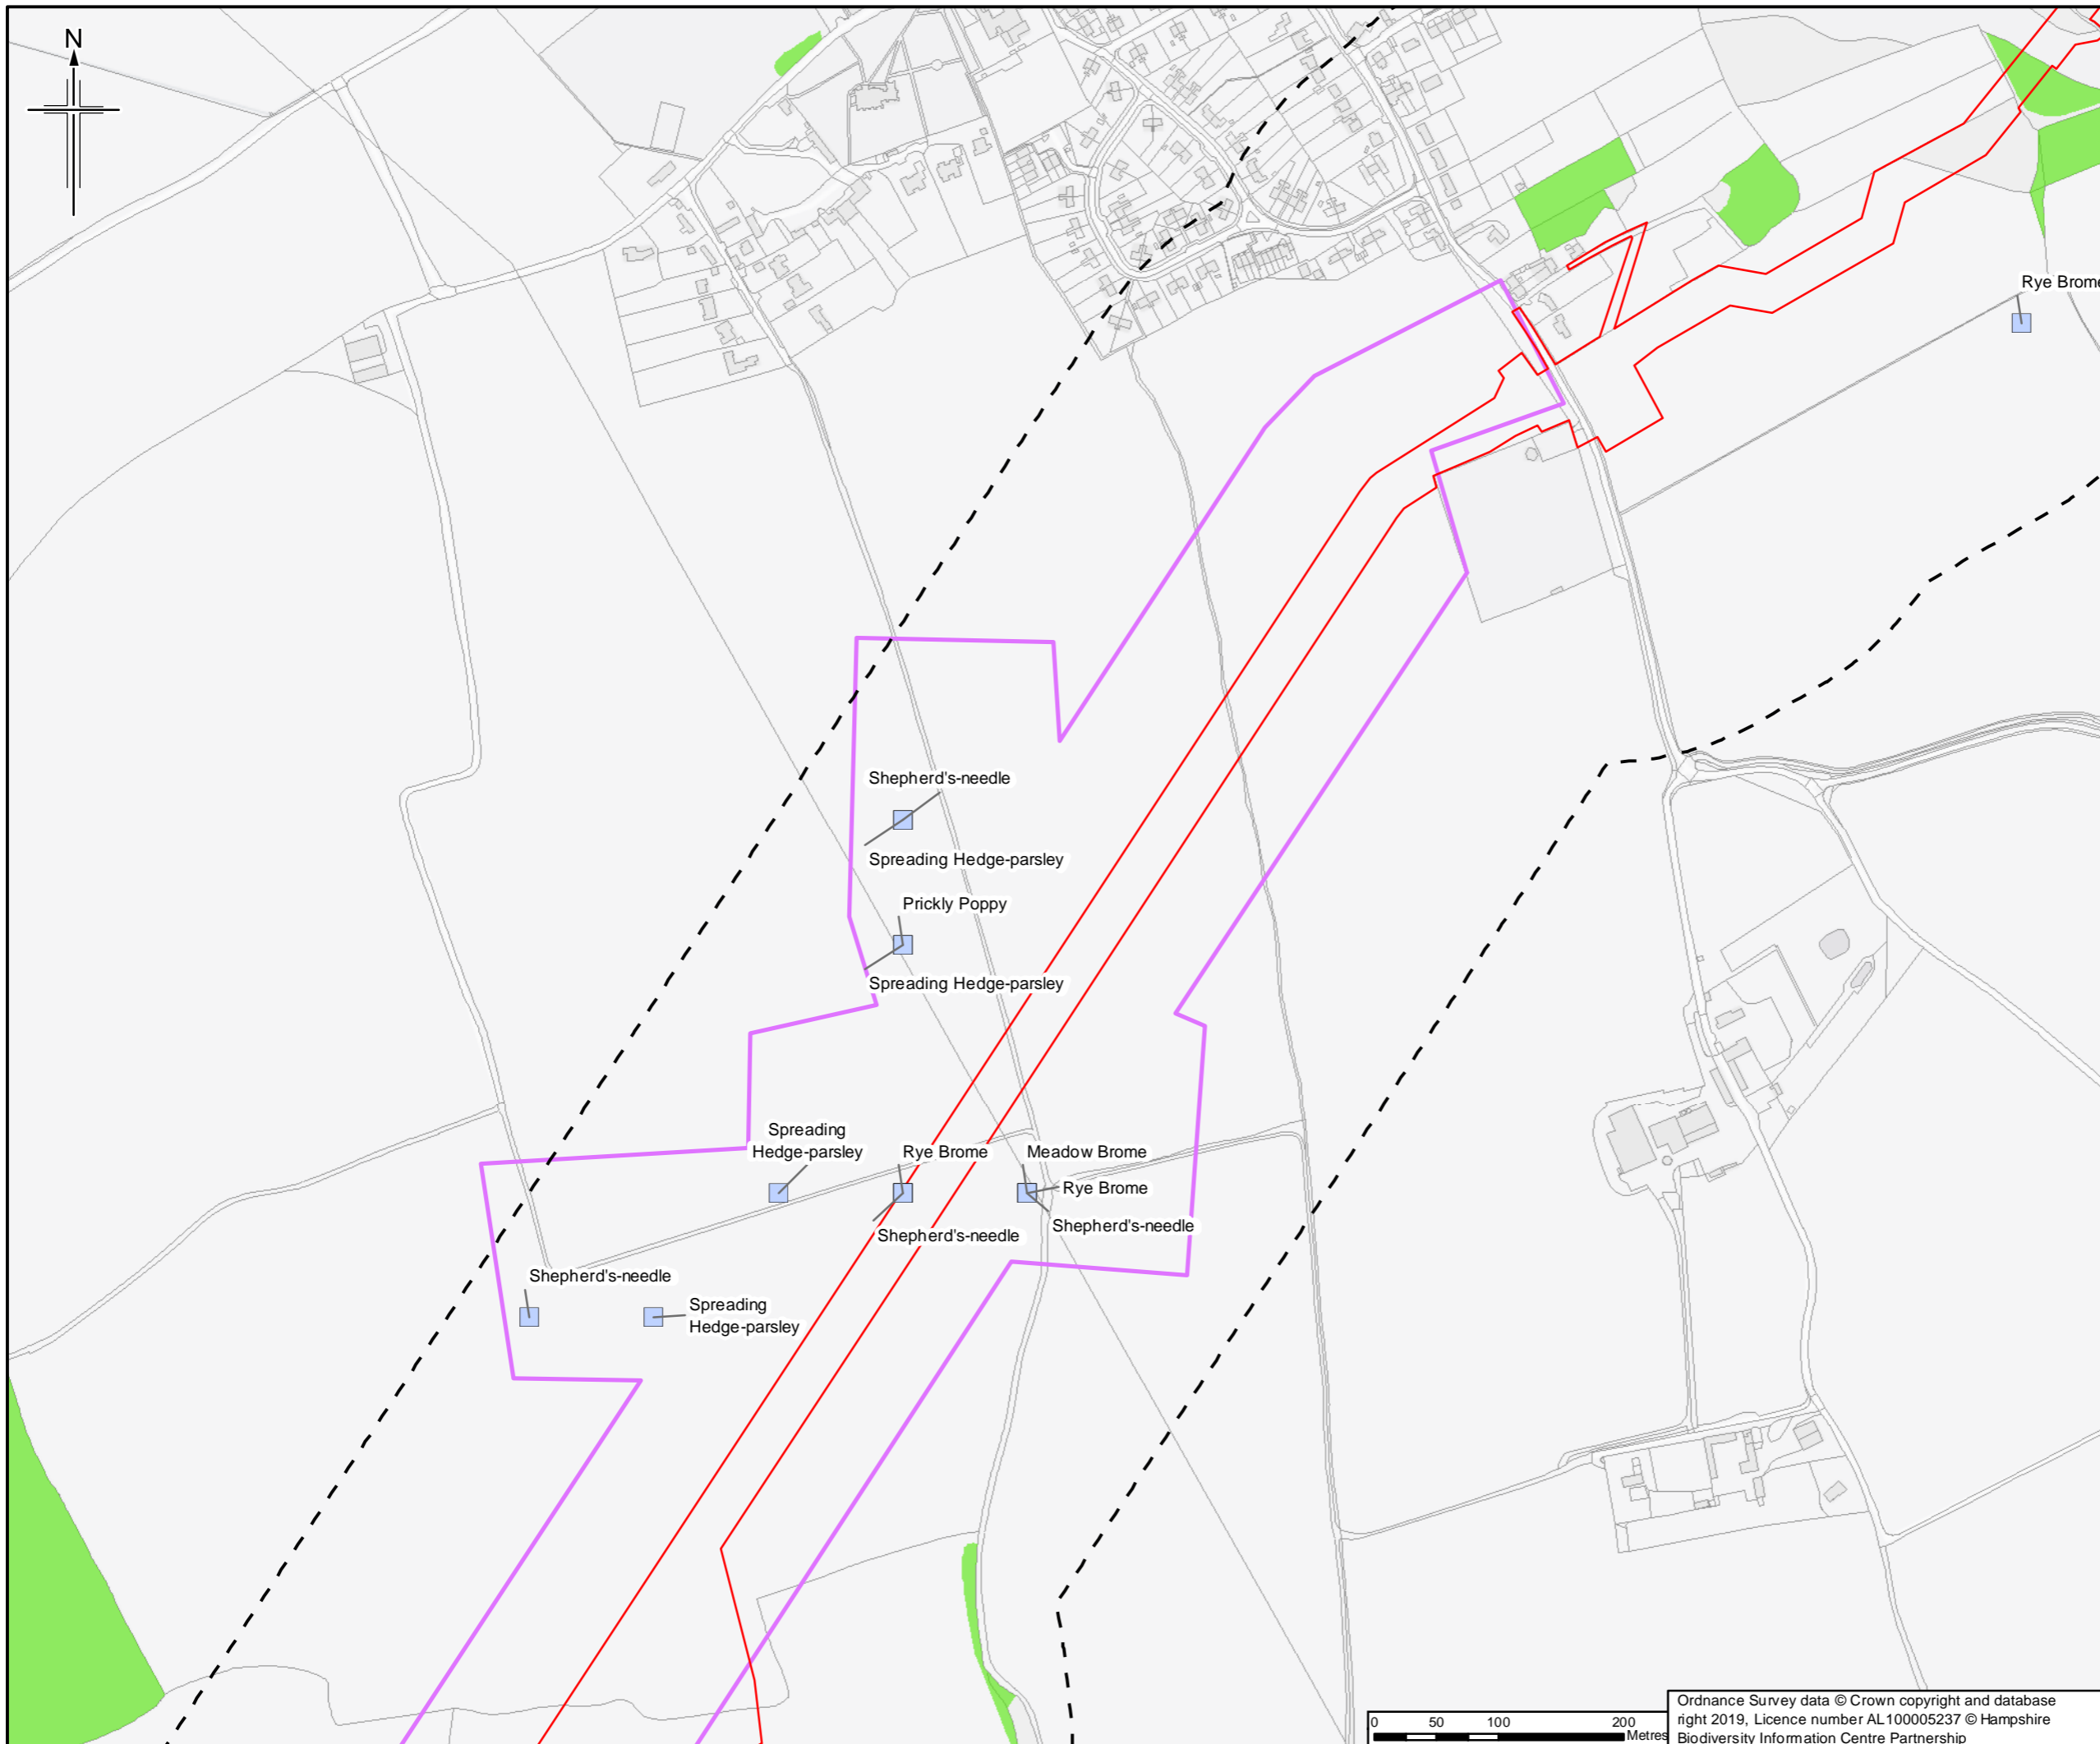 N
Rye Brome
Shepherd's-needle
Spreading Hedge-parsley
Prickly Poppy
Spreading Hedge-parsley
Spreading
Hedge-parsley
Rye Brome
Meadow Brome
Rye Brome
Shepherd's-needle
Shepherd's-needle
Shepherd's-needle
Spreading
Hedge-parsley
0 50 100 200
Metres
Ordnance Survey data © Crown copyright and database
right 2019, Licence number AL100005237 © Hampshire
Biodiversity Information Centre Partnership